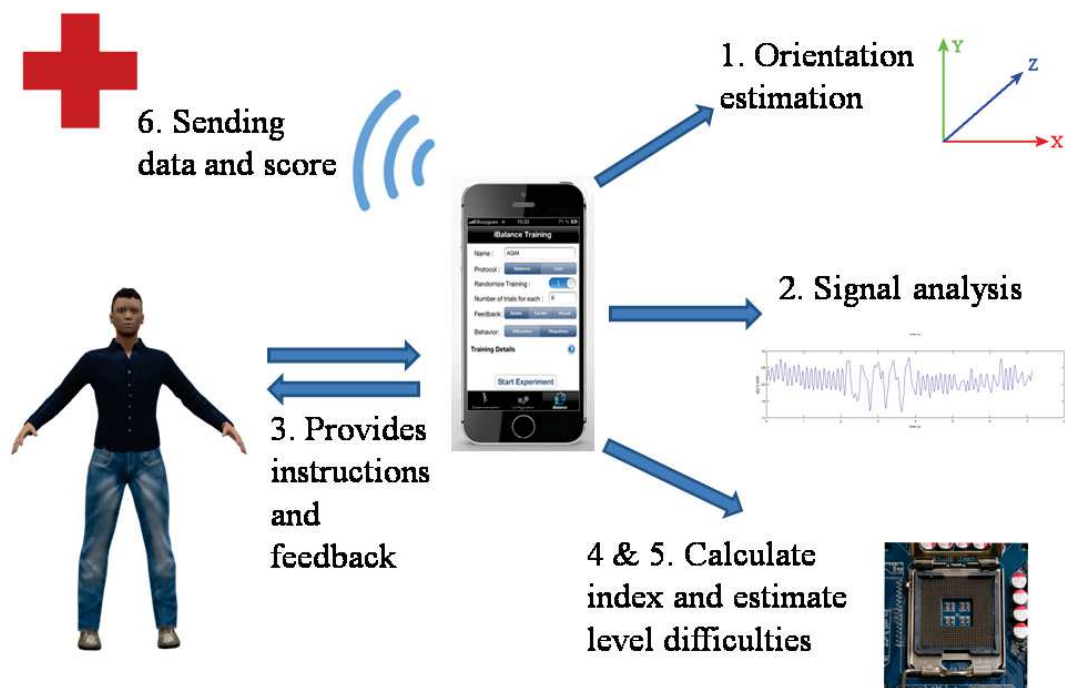 1. Orientation
estimation
Y
Z
X
6. Sending
data and score
iBalance Training
Name :
AGIM
Protocol :
Randomize Training :
Number of trials for each :
Feedback:
Behavior:
Training Details
Start Experiment
2. Signal analysis
3. Provides
instructions
and
feedback
4 & 5. Calculate
index and estimate
level difficulties